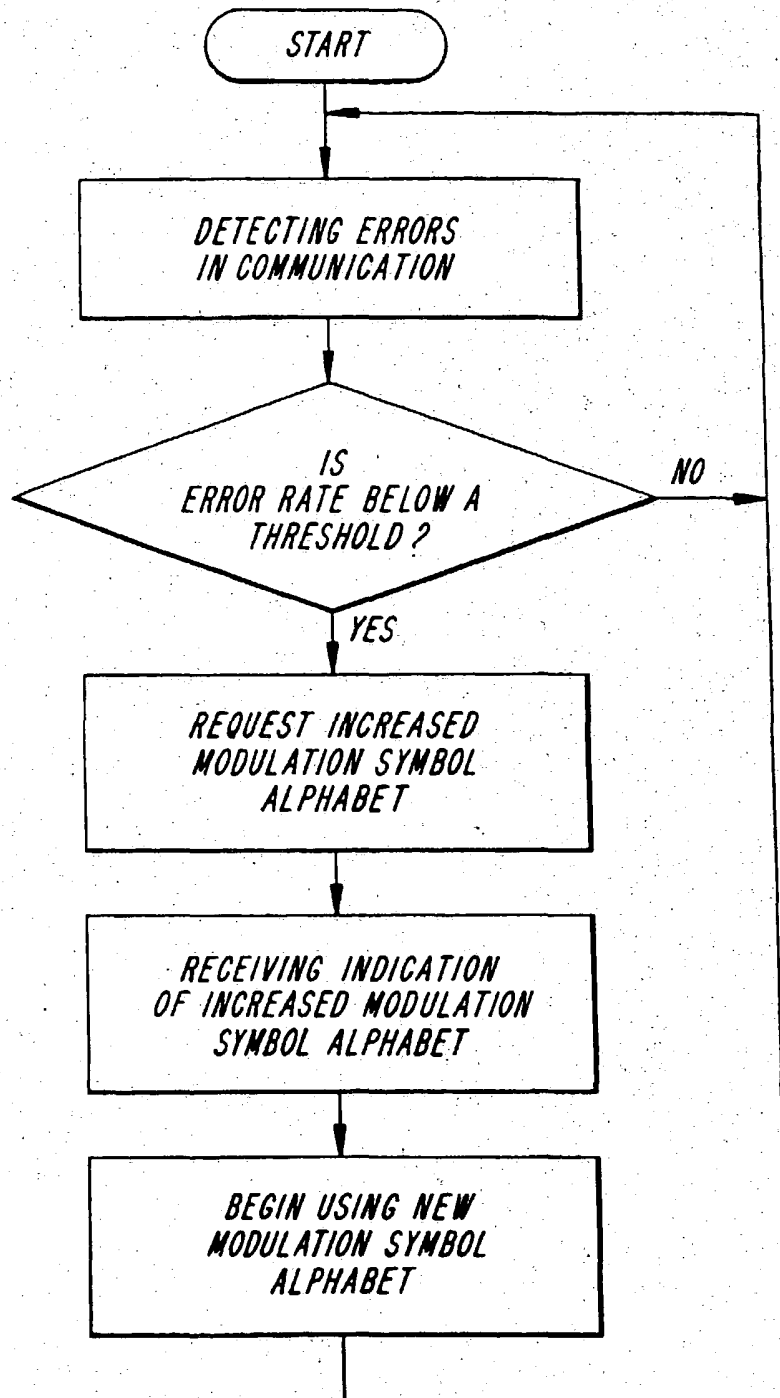 START
DETECTING ERRORS
IN COMMUNICATION
IS
ERROR RATE BELOW A
THRESHOLD?
NO
YES
REQUEST INCREASED
MODULATION SYMBOL
ALPHABET
RECEIVING INDICATION
OF INCREASED MODULATION
SYMBOL ALPHABET
BEGIN USING NEW
MODULATION SYMBOL
ALPHABET